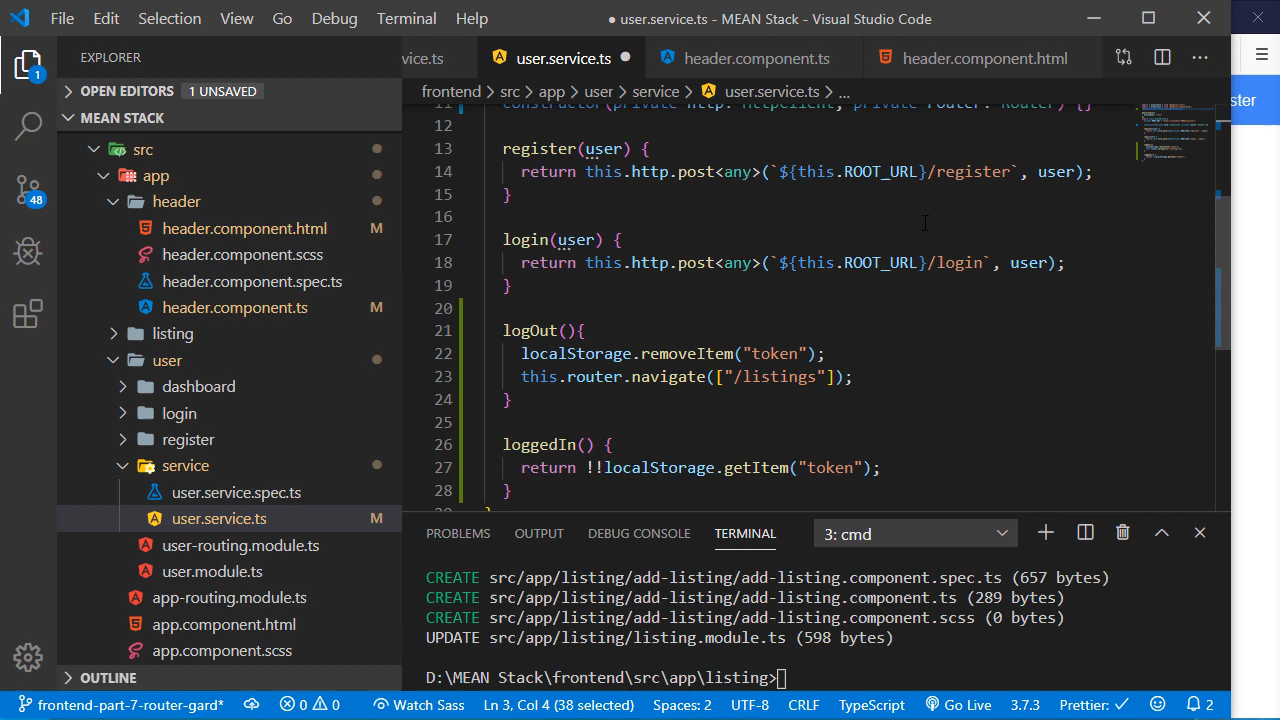 File Edit Selection View Go Debug Terminal Help
● user.service.ts - MEAN Stack - Visual Studio Code
EXPLORER
OPEN EDITORS 1 UNSAVED
MEAN STACK
src
app
header
header.component.html M
header.component.scss
header.component.spec.ts
header.component.ts M
listing
user
dashboard
login
register
service
user.service.spec.ts
user.service.ts M
user-routing.module.ts
user.module.ts
app-routing.module.ts
app.component.html
app.component.scss
OUTLINE
1
48
vice.ts user.service.ts header.component.ts header.component.html
frontend > src > app > user > service > user.service.ts > ...
11 constructor(private http: HttpClient, private router: Router) {}
12
13 register(user) {
14 return this.http.post<any>(`${this.ROOT_URL}/register`, user);
15 }
16
17 login(user) {
18 return this.http.post<any>(`${this.ROOT_URL}/login`, user);
19 }
20
21 logOut(){
22 localStorage.removeItem("token");
23 this.router.navigate(["/listings"]);
24 }
25
26 loggedIn() {
27 return !!localStorage.getItem("token");
28 }
PROBLEMS OUTPUT DEBUG CONSOLE TERMINAL 3: cmd
CREATE src/app/listing/add-listing/add-listing.component.spec.ts (657 bytes)
CREATE src/app/listing/add-listing/add-listing.component.ts (289 bytes)
CREATE src/app/listing/add-listing/add-listing.component.scss (0 bytes)
UPDATE src/app/listing/listing.module.ts (598 bytes)
D:\MEAN Stack\frontend\src\app\listing>
frontend-part-7-router-gard* 0 0 Watch Sass Ln 3, Col 4 (38 selected) Spaces: 2 UTF-8 CRLF TypeScript Go Live 3.7.3 Prettier: ✓ 2
ster